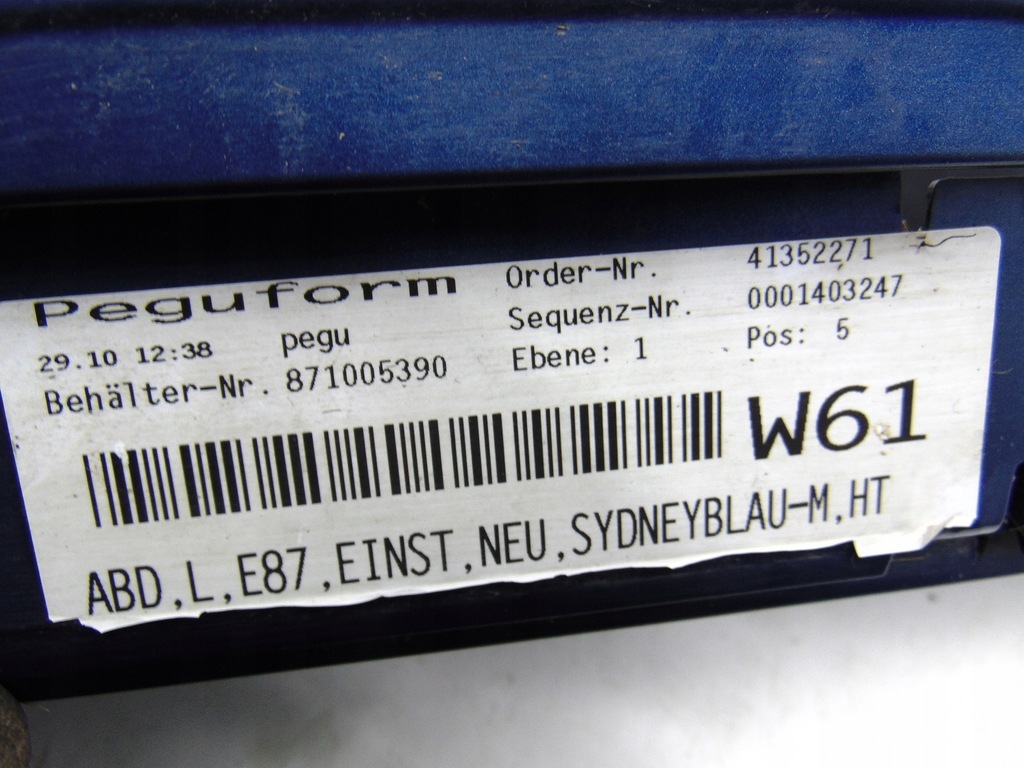 Peguform Order-Nr. 41352271
29.10 12:38 pegu Sequenz-Nr. 0001403247
Behälter-Nr. 871005390 Ebene: 1 Pos: 5
W61
ABD,L,E87,EINST,NEU,SYDNEYBLAU-M,HT